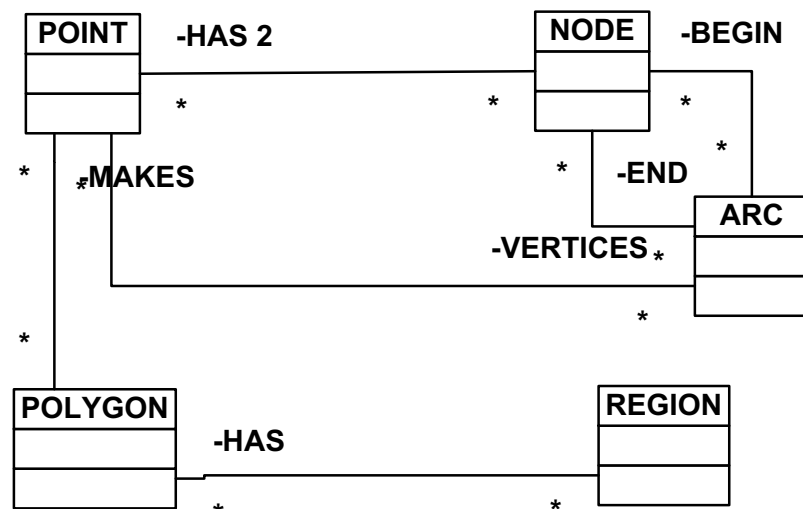 POINT
-HAS 2
NODE
-BEGIN
*
*
*
*
*
*
*
-MAKES
-END
ARC
-VERTICES
*
*
*
POLYGON
REGION
-HAS
*
*